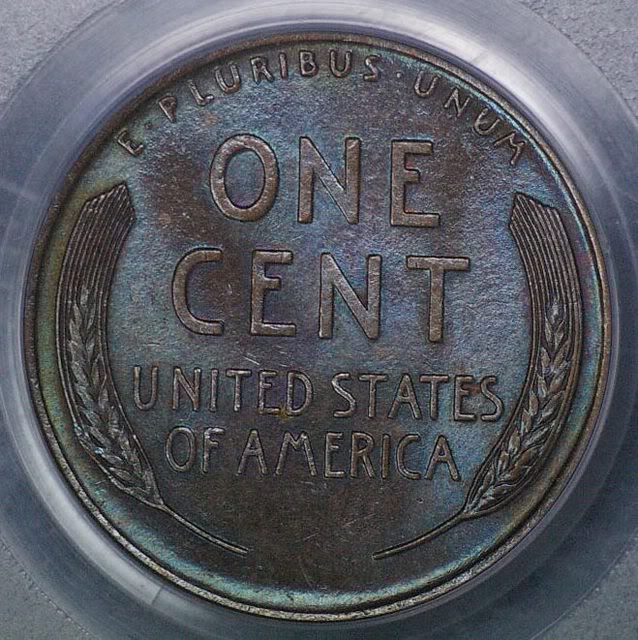 E · PLURIBUS · UNUM
ONE
CENT
UNITED STATES
OF AMERICA